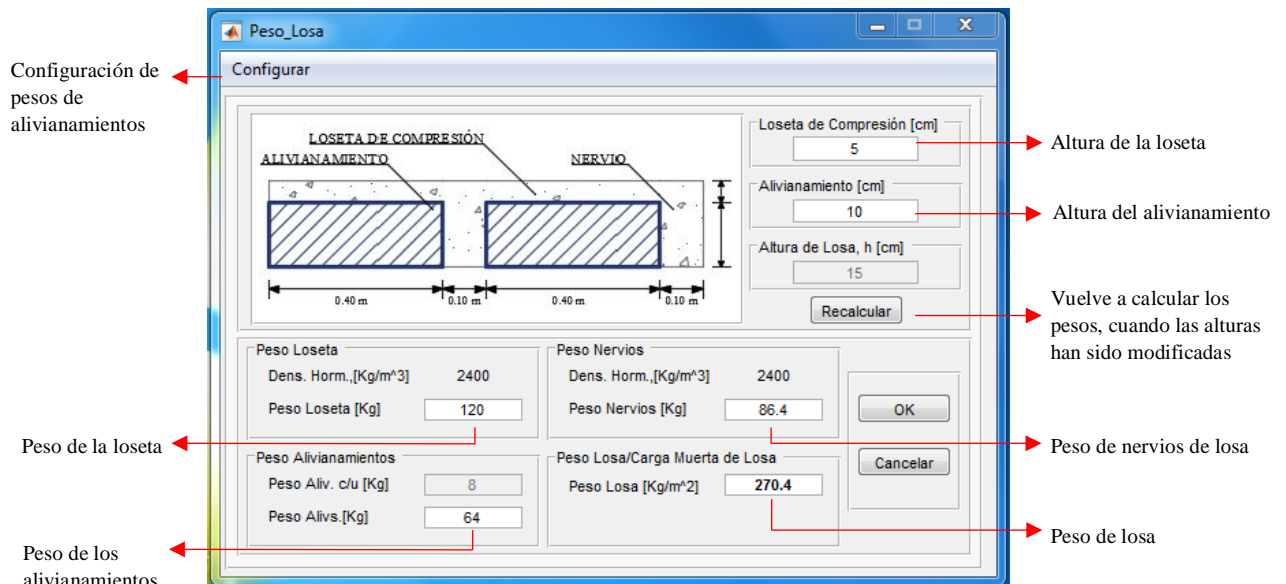 Peso_Losa
Configurar
Configuración de
pesos de
alivianamientos
LOSETA DE COMPRESIÓN
ALIVIANAMIENTO
NERVIO
0.40 m
0.10 m
0.40 m
0.10 m
Loseta de Compresión [cm]
5
Altura de la loseta
Alivianamiento [cm]
10
Altura del alivianamiento
Altura de Losa, h [cm]
15
Recalcular
Vuelve a calcular los
pesos, cuando las alturas
han sido modificadas
Peso Loseta
Dens. Horm.,[Kg/m^3] 2400
Peso Loseta [Kg] 120
Peso de la loseta
Peso Nervios
Dens. Horm.,[Kg/m^3] 2400
Peso Nervios [Kg] 86.4
Peso de nervios de losa
OK
Cancelar
Peso Alivianamientos
Peso Aliv. c/u [Kg] 8
Peso Alivs.[Kg] 64
Peso de los
alivianamientos
Peso Losa/Carga Muerta de Losa
Peso Losa [Kg/m^2] 270.4
Peso de losa